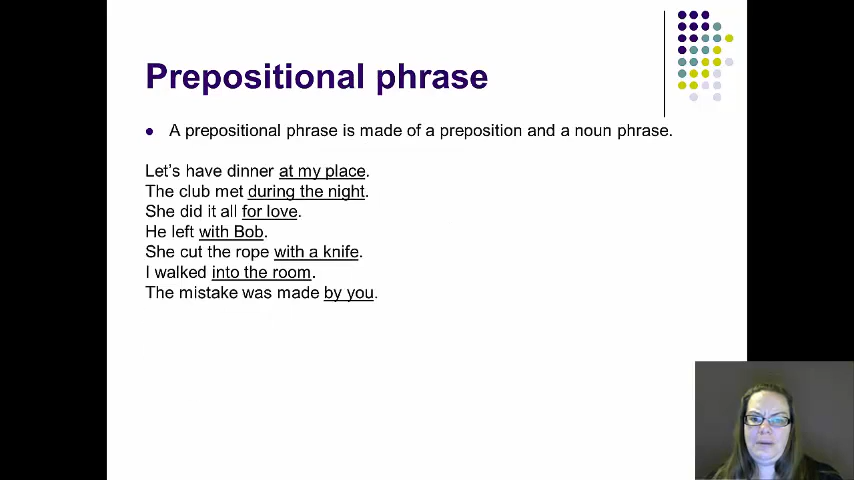 Prepositional phrase
A prepositional phrase is made of a preposition and a noun phrase.
Let's have dinner at my place.
The club met during the night.
She did it all for love.
He left with Bob.
She cut the rope with a knife.
I walked into the room.
The mistake was made by you.